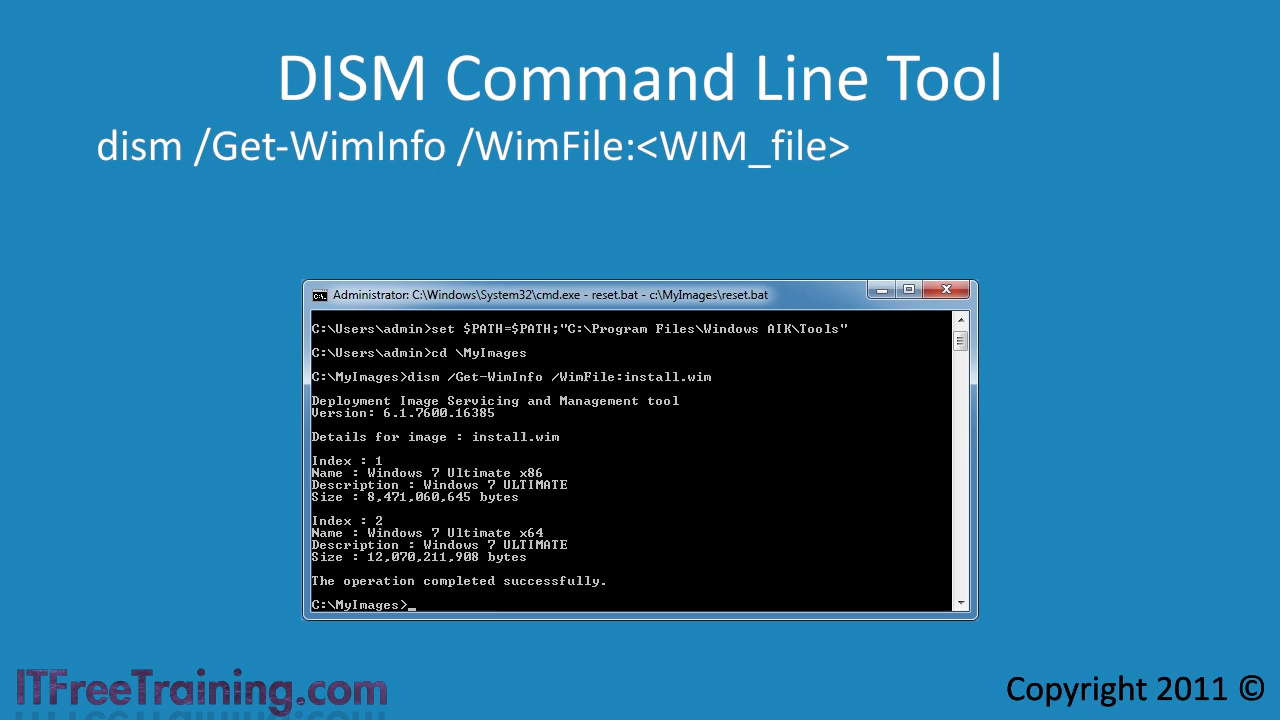 DISM Command Line Tool
dism /Get-WimInfo /WimFile:<WIM_file>
Administrator: C:\Windows\System32\cmd.exe - reset.bat - c:\MyImages\reset.bat
C:\Users\admin>set $PATH=$PATH;"C:\Program Files\Windows AIK\Tools"
C:\Users\admin>cd \MyImages
C:\MyImages>dism /Get-WimInfo /WimFile:install.wim
Deployment Image Servicing and Management tool
Version: 6.1.7600.16385
Details for image : install.wim
Index : 1
Name : Windows 7 Ultimate x86
Description : Windows 7 ULTIMATE
Size : 8,471,060,645 bytes
Index : 2
Name : Windows 7 Ultimate x64
Description : Windows 7 ULTIMATE
Size : 12,070,211,908 bytes
The operation completed successfully.
C:\MyImages>_
ITFreeTraining.com
Copyright 2011 ©